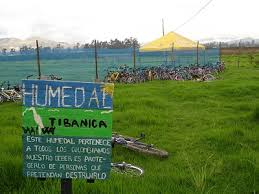 HUMEDAL
TIBANICA
ESTE HUMEDAL PERTENECE
A TODOS LOS COLOMBIANOS
NUESTRO DEBER ES PROTE-
GERLO DE PERSONAS QUE
PRETENDAN DESTRUIRLO